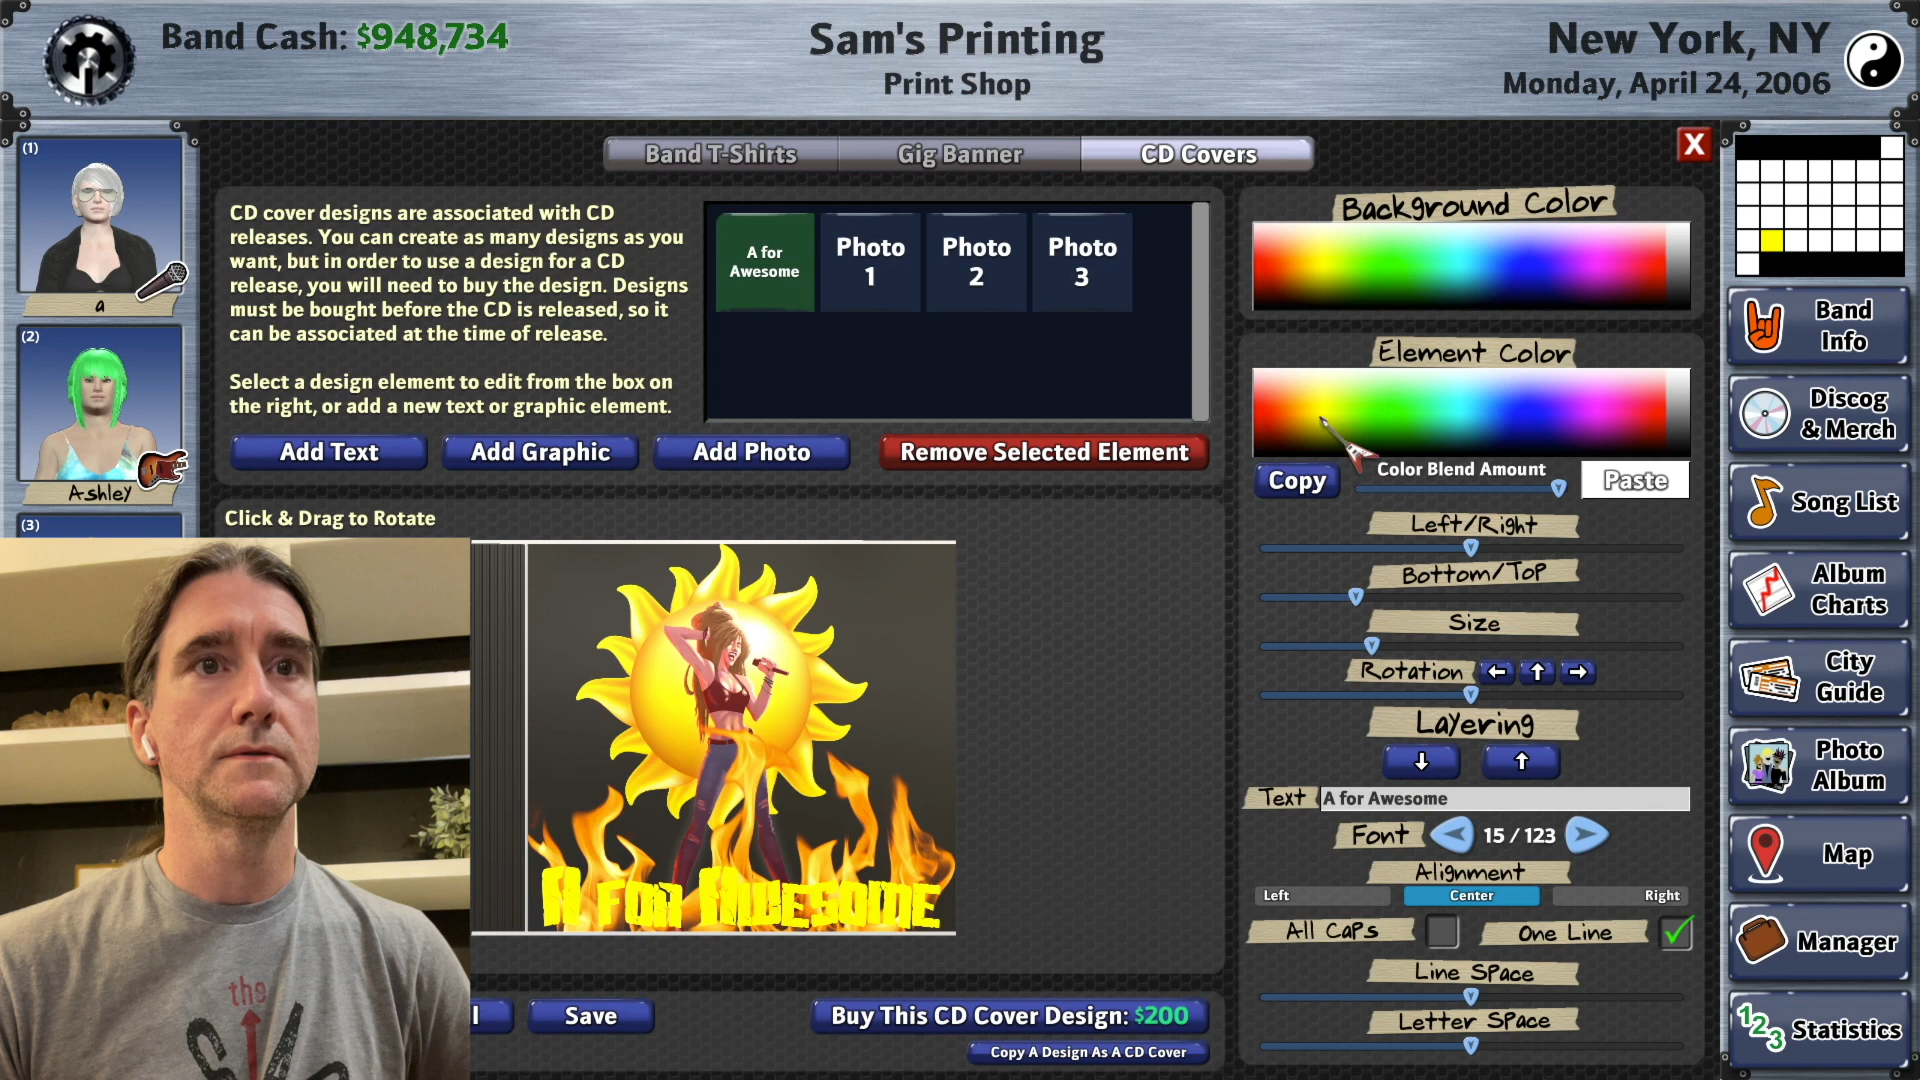 Band Cash: $948,734
Sam's Printing
Print Shop
New York, NY
Monday, April 24, 2006
(1)
a
(2)
Ashley
(3)
Band T-Shirts
Gig Banner
CD Covers
X
CD cover designs are associated with CD
releases. You can create as many designs as you
want, but in order to use a design for a CD
release, you will need to buy the design. Designs
must be bought before the CD is released, so it
can be associated at the time of release.
Select a design element to edit from the box on
the right, or add a new text or graphic element.
A for
Awesome
Photo
1
Photo
2
Photo
3
Add Text
Add Graphic
Add Photo
Remove Selected Element
Click & Drag to Rotate
A for Awesome
the
Save
Buy This CD Cover Design: $200
Copy A Design As A CD Cover
Background Color
Element Color
Copy
Color Blend Amount
Paste
Left/Right
Bottom/Top
Size
Rotation
Layering
Text
A for Awesome
Font
15 / 123
Alignment
Left
Center
Right
All Caps
One Line
Line Space
Letter Space
Band
Info
Discog
& Merch
Song List
Album
Charts
City
Guide
Photo
Album
Map
Manager
123
Statistics